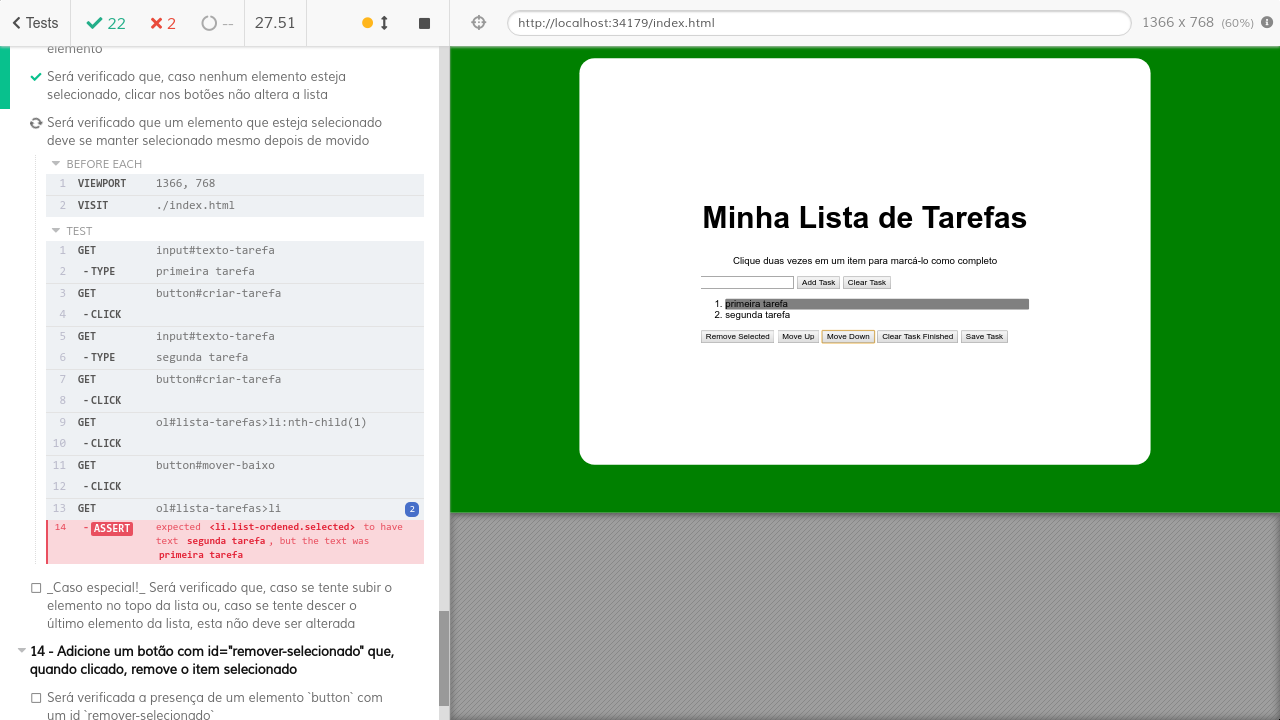 Tests
22
2
--
27.51
http://localhost:34179/index.html
1366 x 768 (60%)
elemento
Será verificado que, caso nenhum elemento esteja
selecionado, clicar nos botões não altera a lista
Será verificado que um elemento que esteja selecionado
deve se manter selecionado mesmo depois de movido
BEFORE EACH
1 VIEWPORT 1366, 768
2 VISIT ./index.html
TEST
1 GET input#texto-tarefa
2 -TYPE primeira tarefa
3 GET button#criar-tarefa
4 -CLICK
5 GET input#texto-tarefa
6 -TYPE segunda tarefa
7 GET button#criar-tarefa
8 -CLICK
9 GET ol#lista-tarefas>li:nth-child(1)
10 -CLICK
11 GET button#mover-baixo
12 -CLICK
13 GET ol#lista-tarefas>li 2
14 -ASSERT expected <li.list-ordened.selected> to have
text segunda tarefa, but the text was
primeira tarefa
_Caso especial!_ Será verificado que, caso se tente subir o
elemento no topo da lista ou, caso se tente descer o
último elemento da lista, esta não deve ser alterada
14 - Adicione um botão com id="remover-selecionado" que,
quando clicado, remove o item selecionado
Será verificada a presença de um elemento `button` com
um id `remover-selecionado`
Minha Lista de Tarefas
Clique duas vezes em um item para marcá-lo como completo
Add Task Clear Task
1. primeira tarefa
2. segunda tarefa
Remove Selected Move Up Move Down Clear Task Finished Save Task